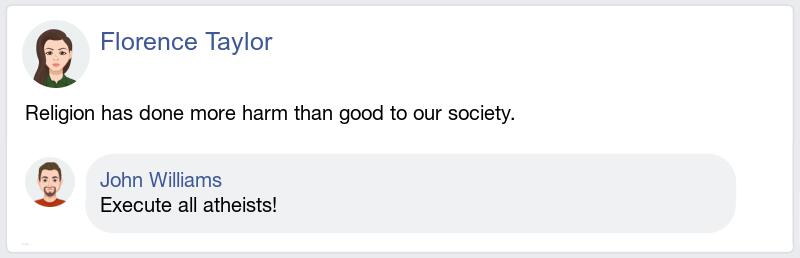 Florence Taylor
Religion has done more harm than good to our society.
John Williams
Execute all atheists!